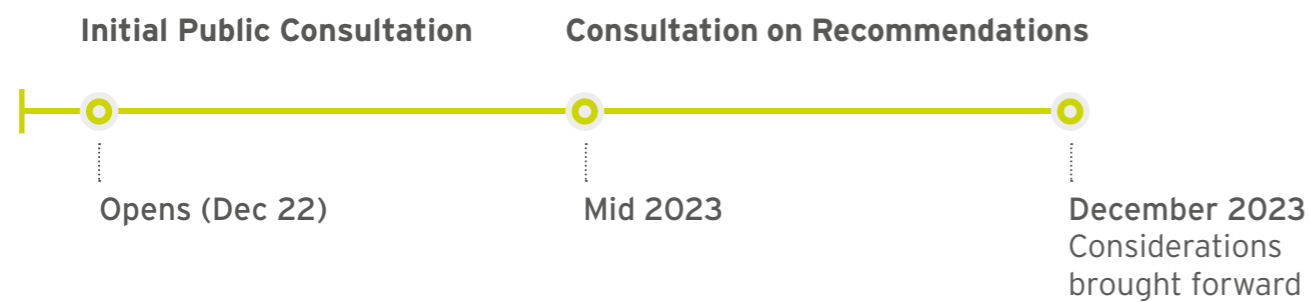 Initial Public Consultation
Consultation on Recommendations
Opens (Dec 22)
Mid 2023
December 2023
Considerations
brought forward